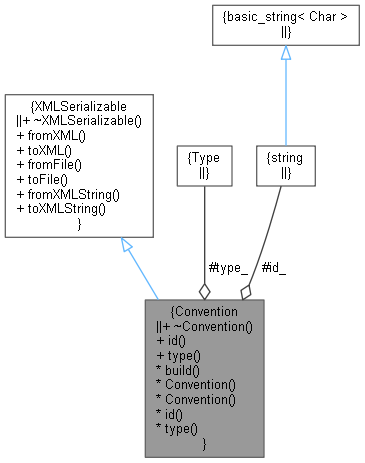 {basic_string< Char >
||}
{XMLSerializable
||+ ~XMLSerializable()
+ fromXML()
+ toXML()
+ fromFile()
+ toFile()
+ fromXMLString()
+ toXMLString()
}
{Type
||}
{string
||}
#type_
#id_
{Convention
||+ ~Convention()
+ id()
+ type()
* build()
* Convention()
* Convention()
* id()
* type()
}